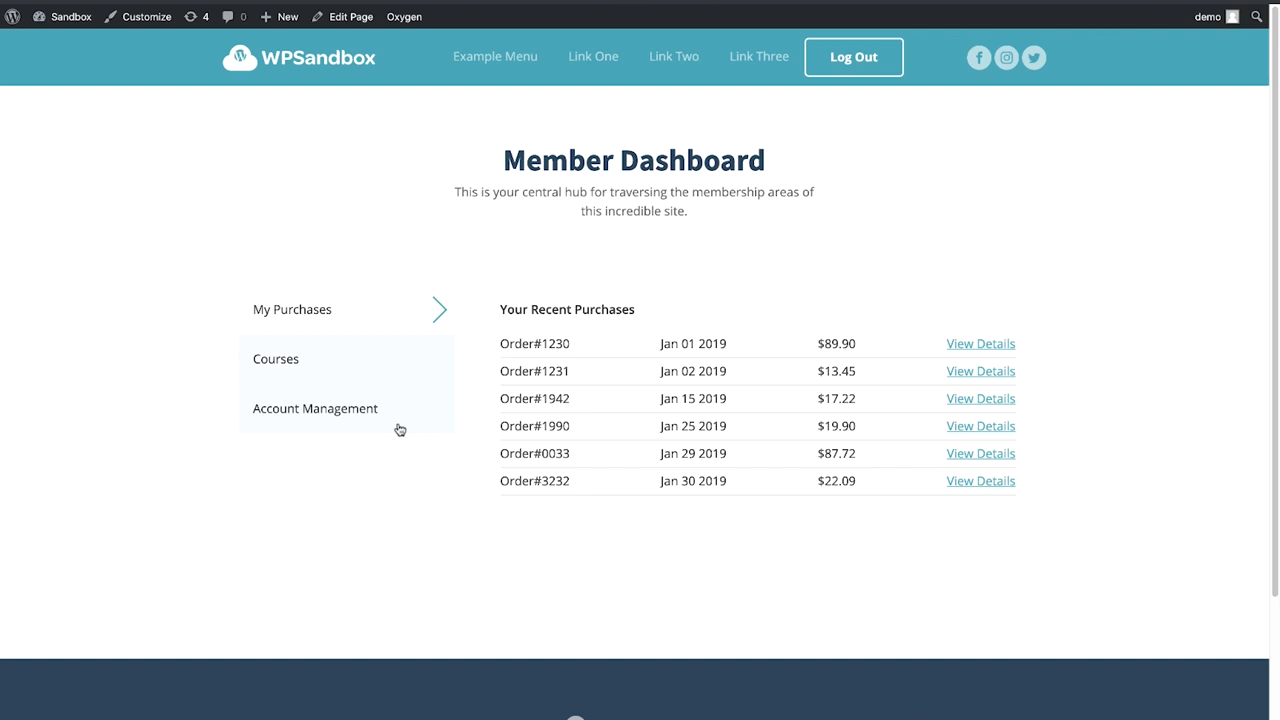 Sandbox Customize 4 0 New Edit Page Oxygen demo
WPSandbox Example Menu Link One Link Two Link Three Log Out
Member Dashboard
This is your central hub for traversing the membership areas of
this incredible site.
My Purchases
Courses
Account Management
Your Recent Purchases
Order#1230 Jan 01 2019 $89.90 View Details
Order#1231 Jan 02 2019 $13.45 View Details
Order#1942 Jan 15 2019 $17.22 View Details
Order#1990 Jan 25 2019 $19.90 View Details
Order#0033 Jan 29 2019 $87.72 View Details
Order#3232 Jan 30 2019 $22.09 View Details